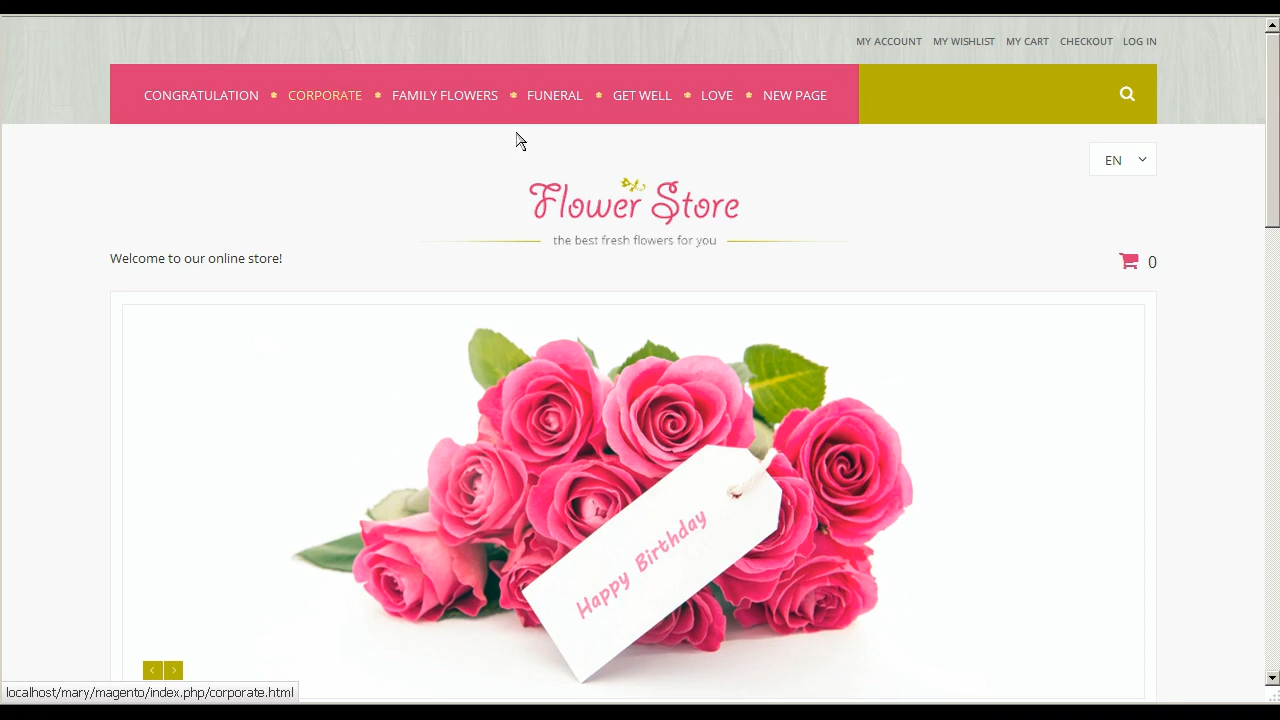 MY ACCOUNT MY WISHLIST MY CART CHECKOUT LOG IN
CONGRATULATION CORPORATE FAMILY FLOWERS FUNERAL GET WELL LOVE NEW PAGE
EN
Flower Store
the best fresh flowers for you
Welcome to our online store!
0
Happy Birthday
localhost/mary/magento/index.php/corporate.html